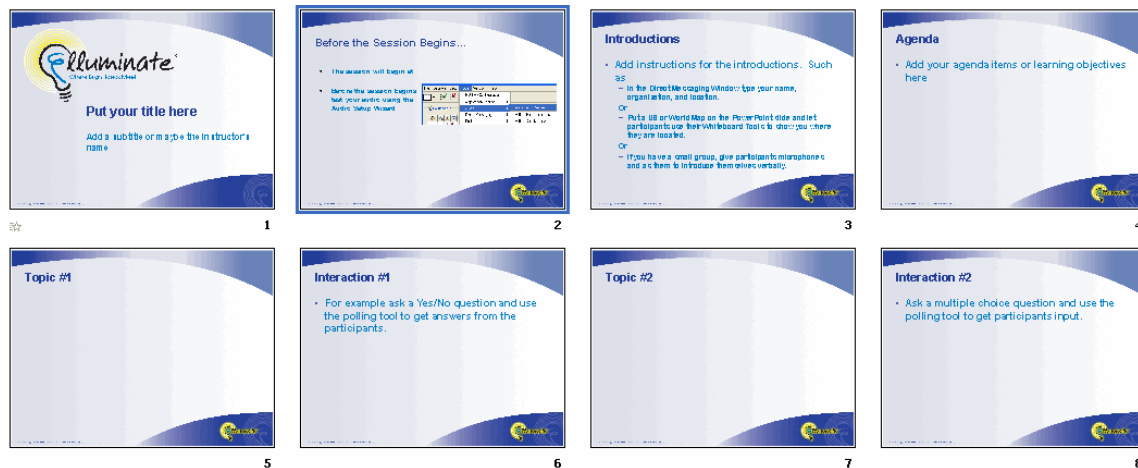 Elluminate
Put your title here
Add a subtitle or maybe the instructor's
name
1
Before the Session Begins...
• The session will begin at
• Before the session begins
test your audio using the
Audio Setup Wizard
2
Introductions
• Add instructions for the introductions. Such
as
– In the Direct Messaging Window type your name,
organization, and location.
Or
– Put a US or World Map on the PowerPoint slide and let
participants use their Whiteboard Tools to show you where
they are located.
Or
– If you have a small group, give participants microphones
and as them to introduce themselves verbally.
3
Agenda
• Add your agenda items or learning objectives
here
4
Topic #1
5
Interaction #1
• For example ask a Yes/No question and use
the polling tool to get answers from the
participants.
6
Topic #2
7
Interaction #2
• Ask a multiple choice question and use the
polling tool to get participants input.
8